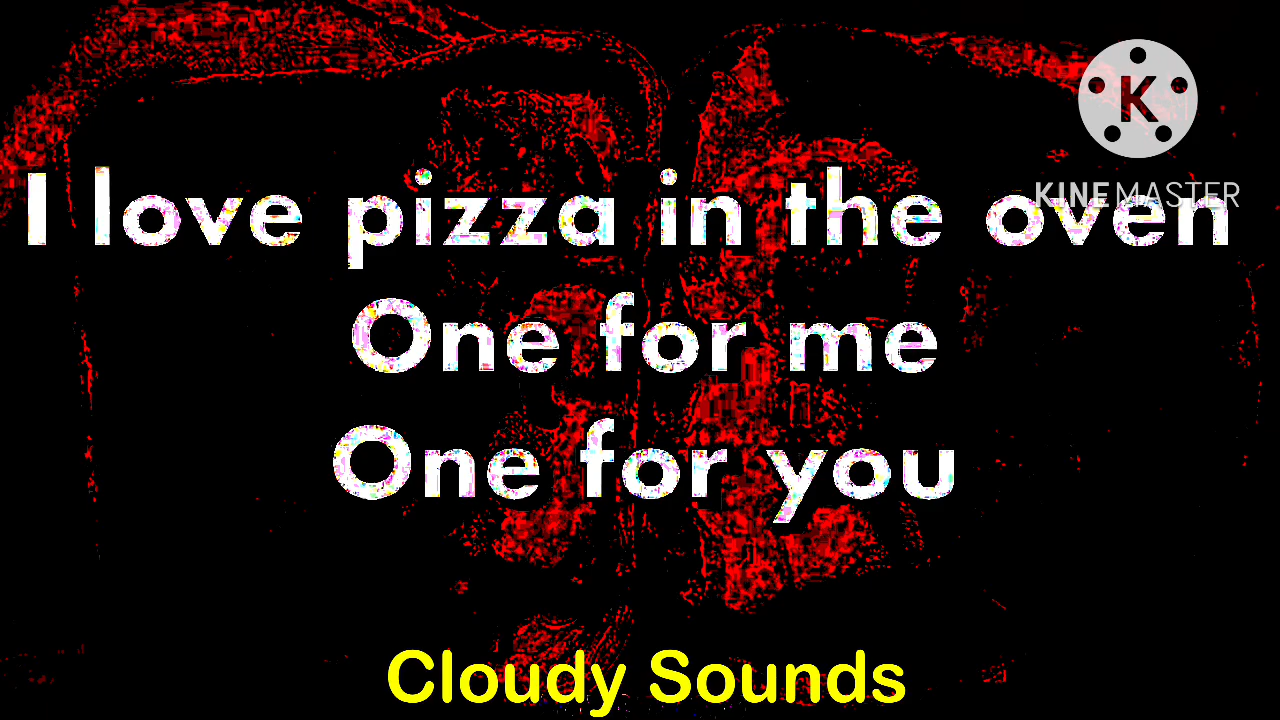 K
KINEMASTER
I love pizza in the oven
One for me
One for you
Cloudy Sounds